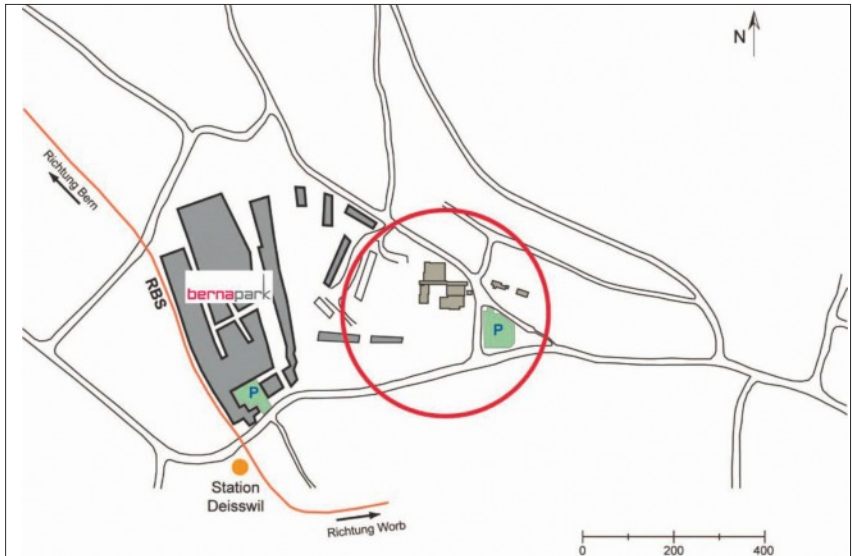 N
Richtung Bern
RBS
bernapark
P
P
Station
Deisswil
Richtung Worb
0 200 400